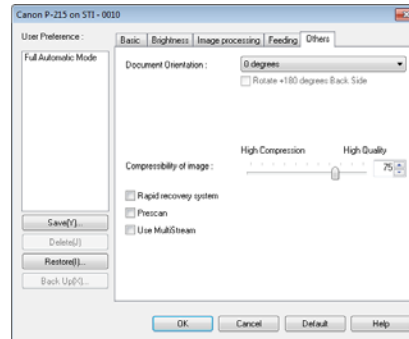 Canon P-215 on STI - 0010
User Preference :
Full Automatic Mode
Save(Y)...
Delete(J)
Restore(I)...
Back Up(X)...
Basic
Brightness
Image processing
Feeding
Others
Document Orientation :
0 degrees
Rotate +180 degrees Back Side
High Compression
High Quality
Compressibility of image :
75
Rapid recovery system
Prescan
Use MultiStream
OK
Cancel
Default
Help